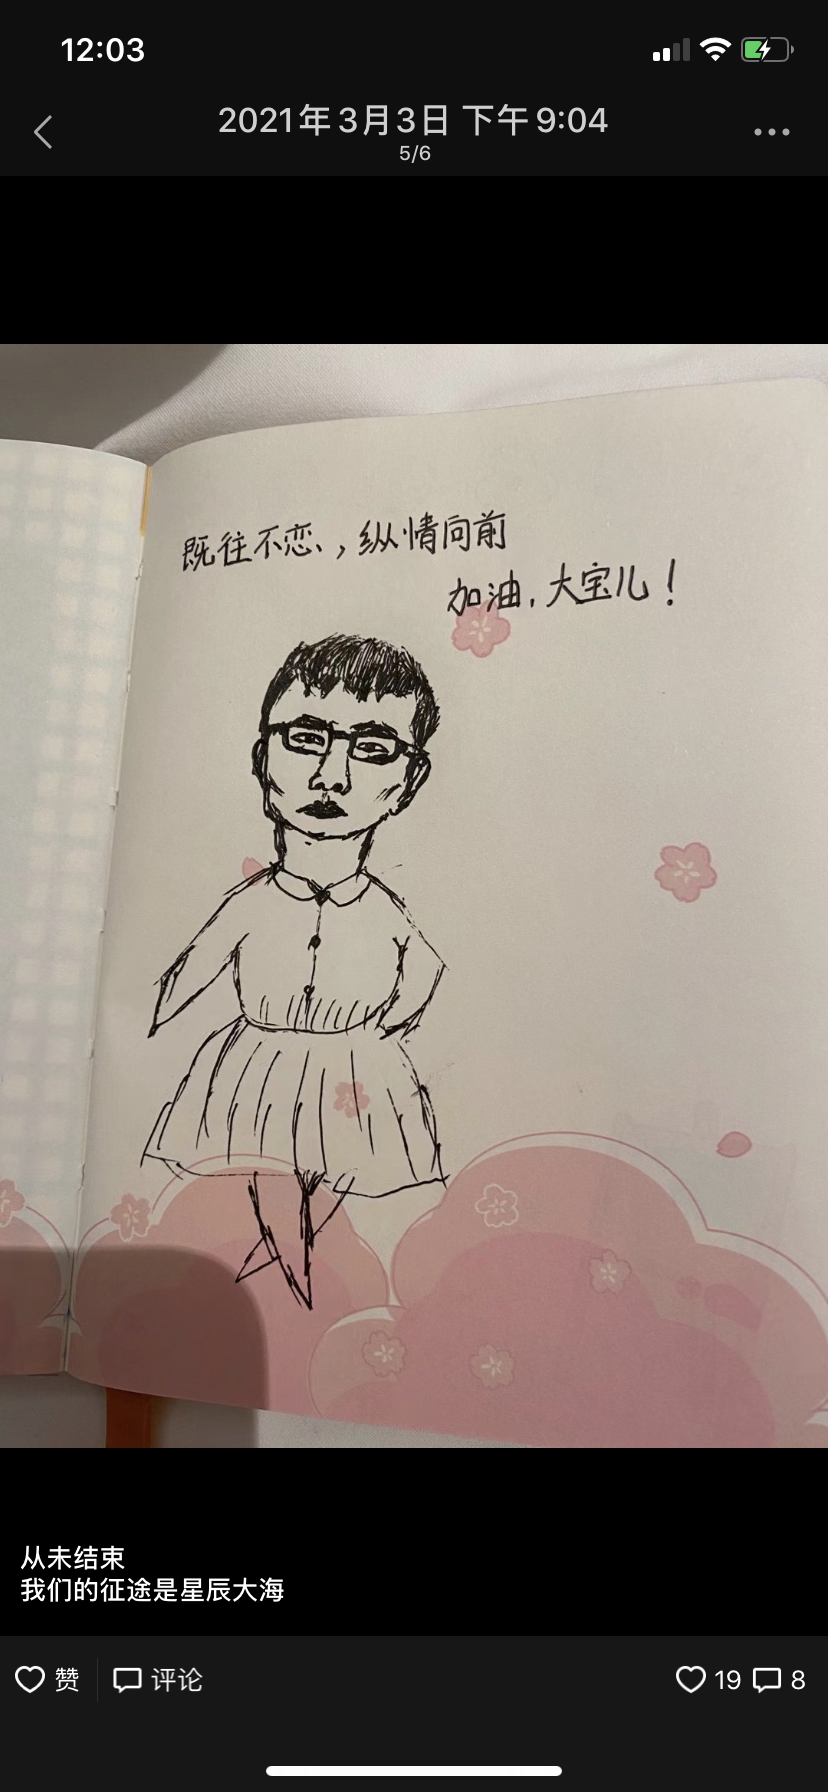 12:03
2021年3月3日 下午9:04
5/6
既往不恋、,纵情向前
加油,大宝儿!
从未结束
我们的征途是星辰大海
赞 评论 19 8